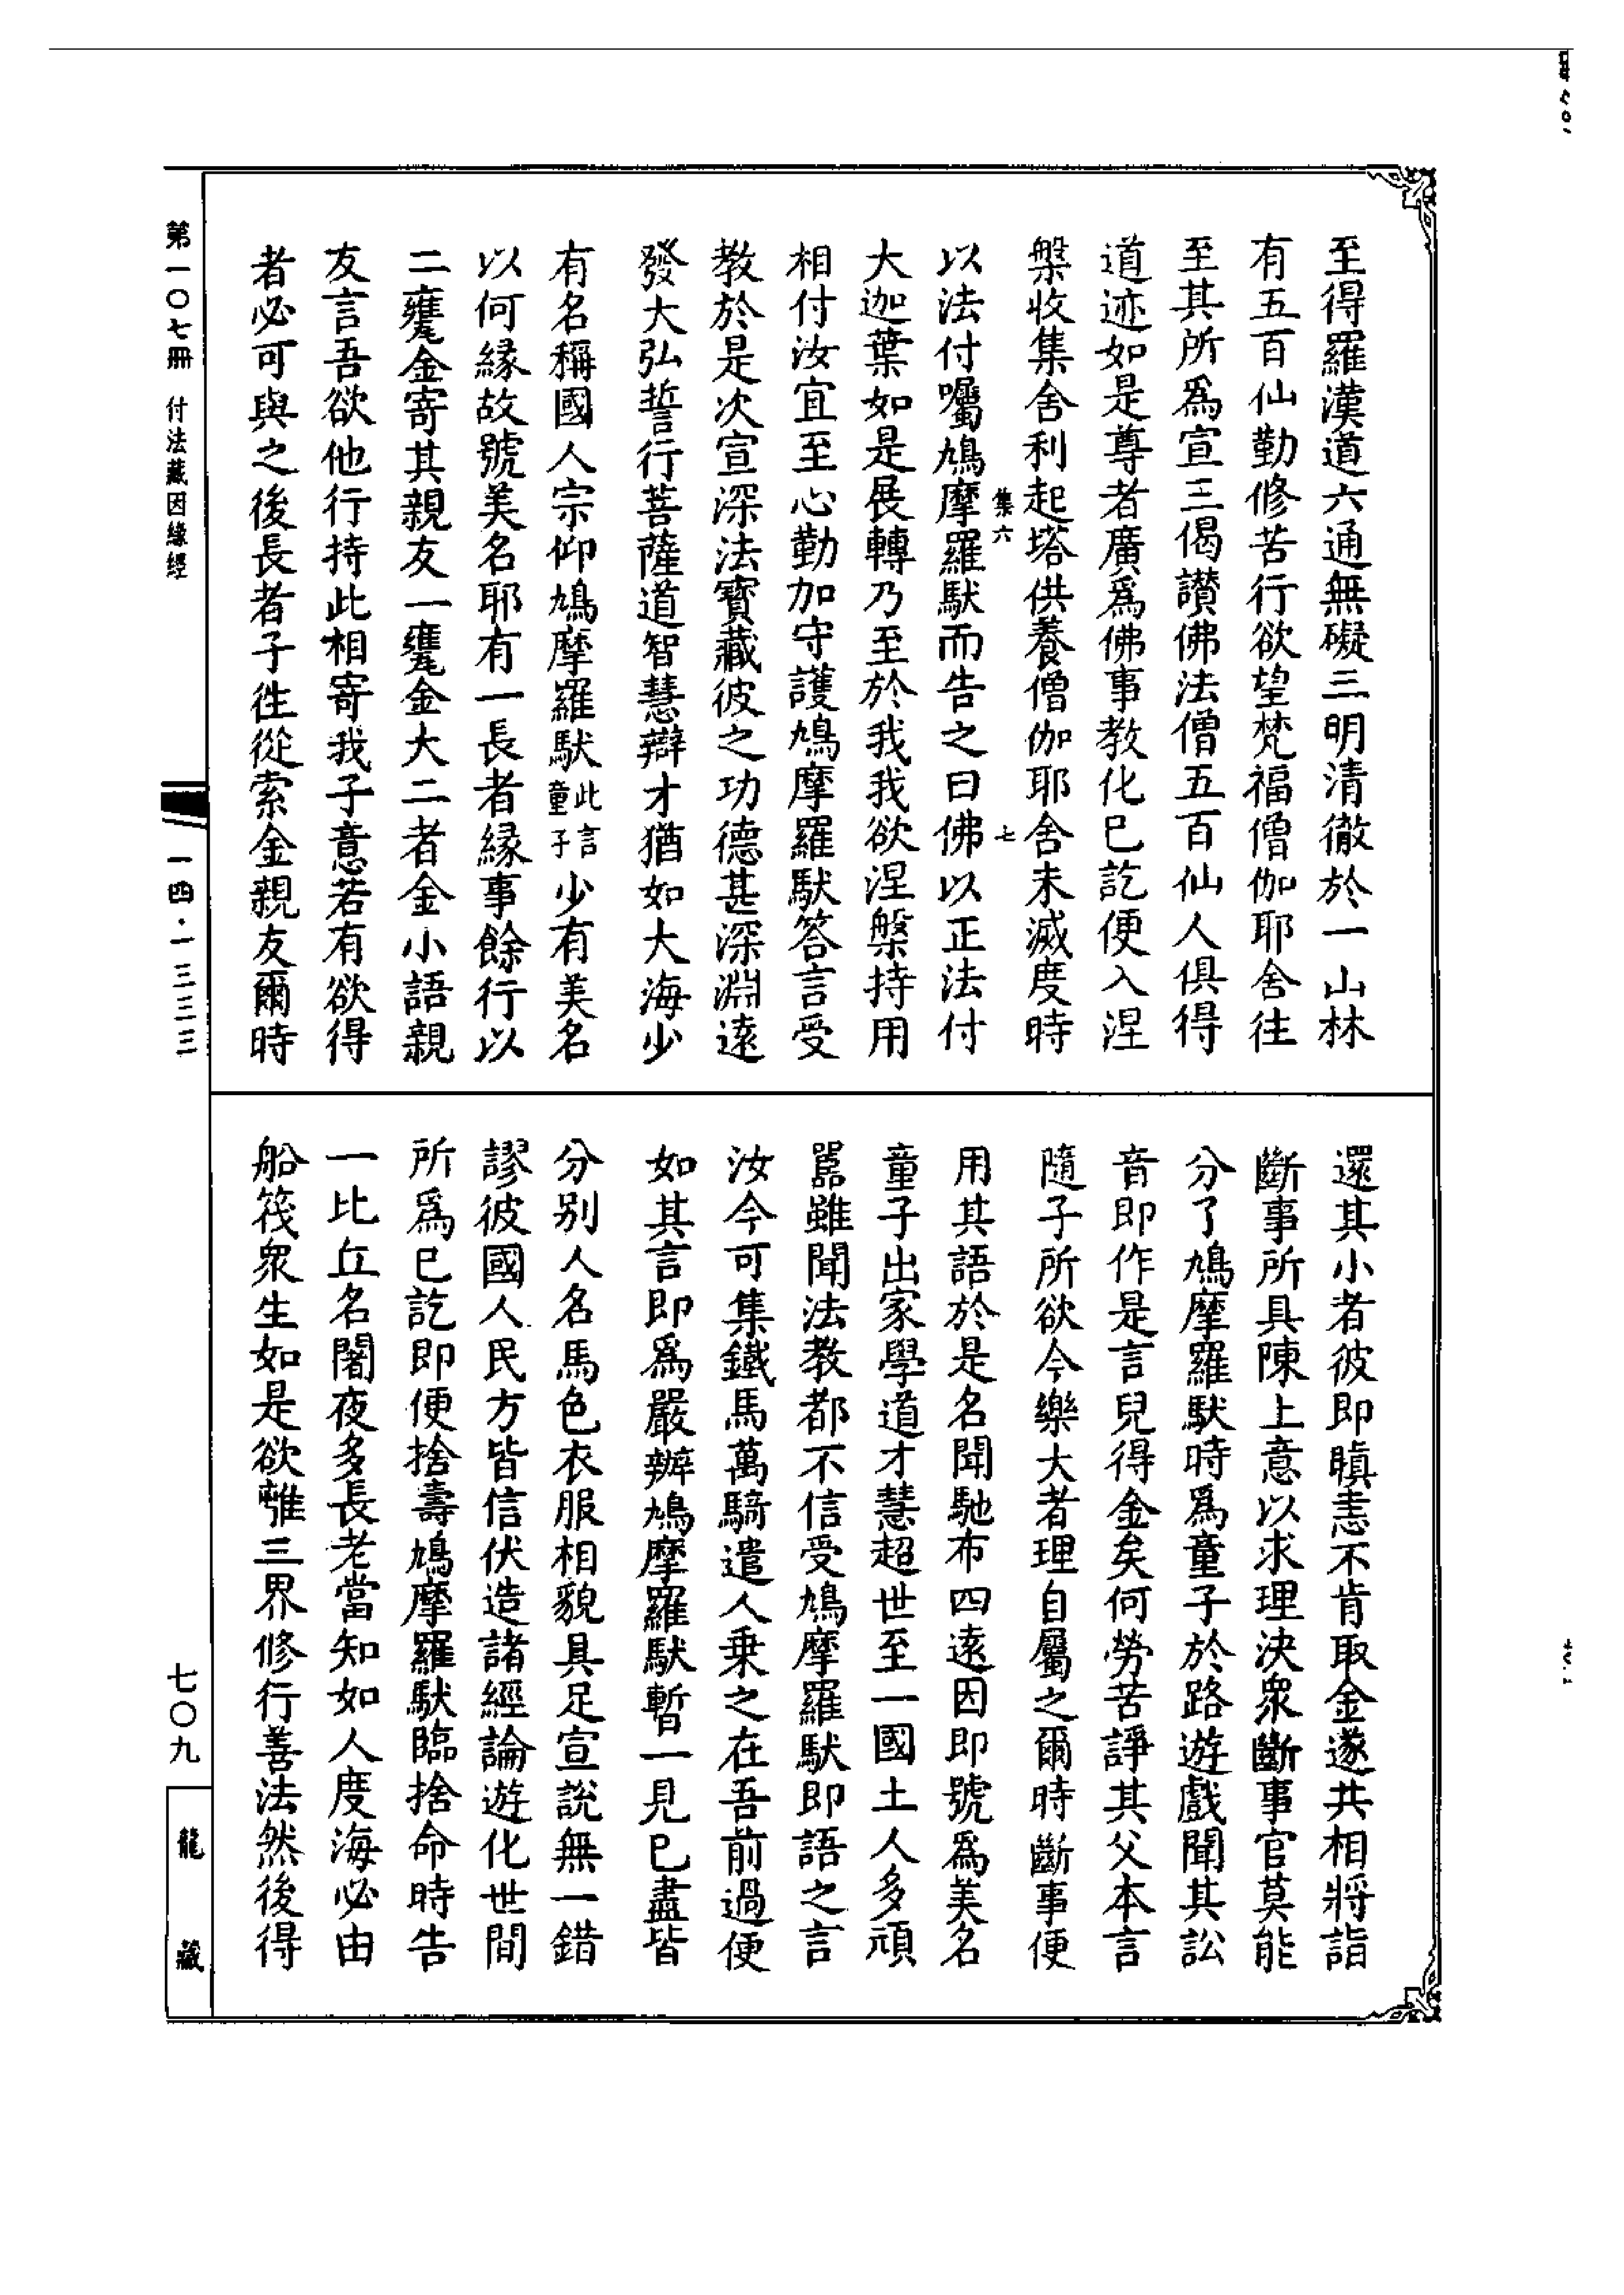 至得羅漢道六通無礙三明清徹於一山林
有五百仙勤修苦行欲望梵福僧伽耶舍往
至其所爲宣三偈讃佛法僧五百仙人俱得
道迹如是尊者廣爲佛事教化已訖便入涅
槃收集舍利起塔供養僧伽耶舍未滅度時
集六 七
以法付囑鳩摩羅馱而告之曰佛以正法付
大迦葉如是展轉乃至於我我欲涅槃持用
相付汝宜至心勤加守護鳩摩羅馱答言受
教於是次宣深法寶藏彼之功德甚深淵遠
發大弘誓行菩薩道智慧辯才猶如大海少
有名稱國人宗仰鳩摩羅馱此言童子少有美名
以何縁故號美名耶有一長者縁事餘行以
二甕金寄其親友一甕金大二者金小語親
友言吾欲他行持此相寄我子意若有欲得
者必可與之後長者子徃從索金親友爾時
還其小者彼即瞋恚不肯取金遂共相將詣
斷事所具陳上意以求理決衆斷事官莫能
分了鳩摩羅馱時爲童子於路遊戲聞其訟
音即作是言兒得金矣何勞苦諍其父本言
隨子所欲今樂大者理自屬之爾時斷事便
用其語於是名聞馳布四遠因即號爲美名
童子出家學道才慧超世至一國土人多頑
嚚雖聞法教都不信受鳩摩羅馱即語之言
汝今可集鐵馬萬騎遣人乘之在吾前過便
如其言即爲嚴辦鳩摩羅馱暫一見已盡皆
分別人名馬色衣服相貌具足宣說無一錯
謬彼國人民方皆信伏造諸經論遊化世間
所爲已訖即便捨壽鳩摩羅馱臨捨命時告
一比丘名闍夜多長老當知如人度海必由
船筏衆生如是欲離三界修行善法然後得
第一〇七冊 付法藏因緣經
一四·一三三三
七〇九
龍藏